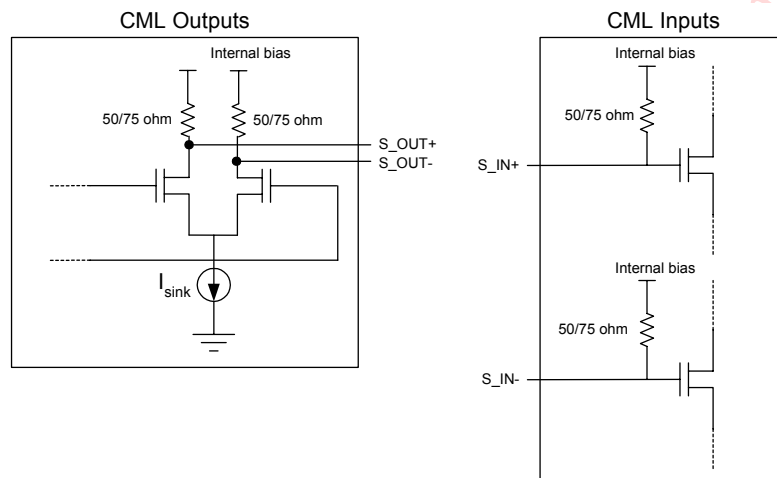 CML Outputs
Internal bias
50/75 ohm
50/75 ohm
S_OUT+
S_OUT-
Isink
CML Inputs
Internal bias
50/75 ohm
S_IN+
Internal bias
50/75 ohm
S_IN-